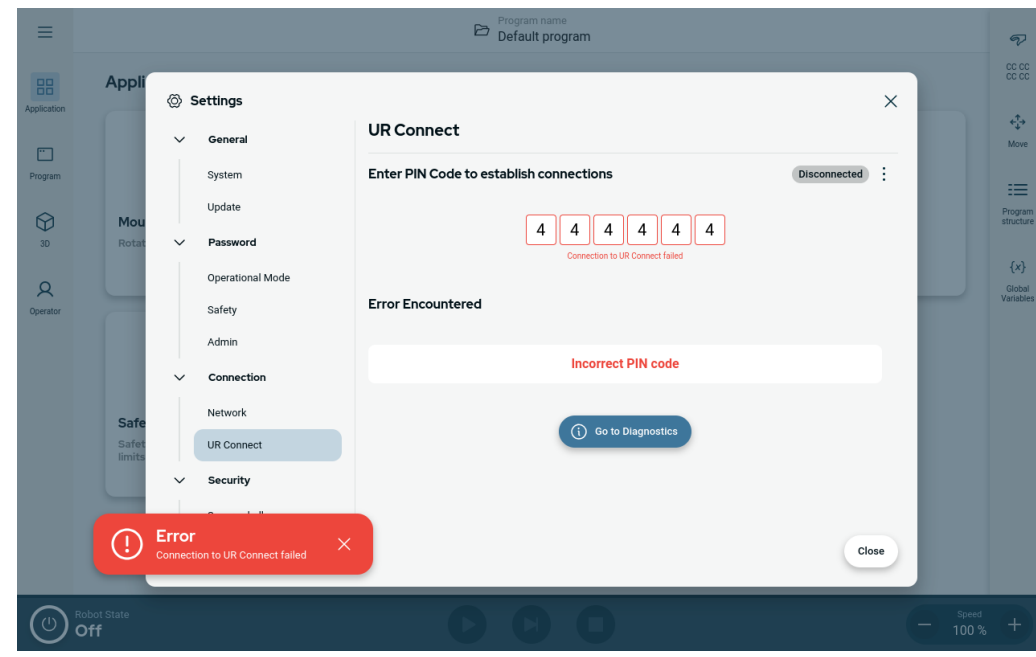 Program name
Default program
Application
Program
3D
Operator
Appli
Mou
Rotat
Safe
Safet
limits
Settings
General
System
Update
Password
Operational Mode
Safety
Admin
Connection
Network
UR Connect
Security
UR Connect
Enter PIN Code to establish connections
Disconnected
4 4 4 4 4 4
Connection to UR Connect failed
Error Encountered
Incorrect PIN code
Go to Diagnostics
Close
Error
Connection to UR Connect failed
CC CC
CC CC
Move
Program
structure
{x}
Global
Variables
Robot State
Off
Speed
100 %